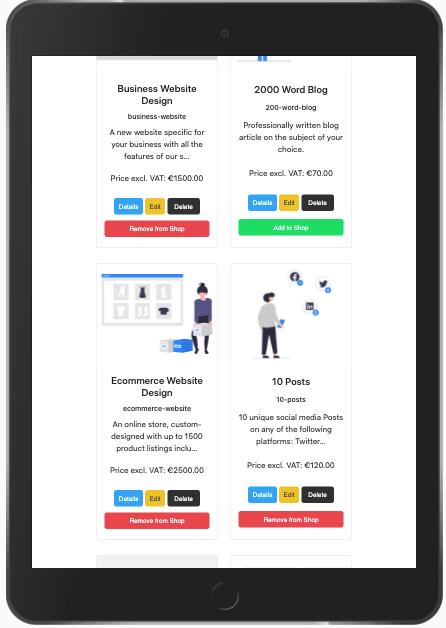 Business Website
Design
business-website
A new website specific for
your business with all the
features of our s...
Price excl. VAT: €1500.00
Details
Edit
Delete
Remove from Shop
2000 Word Blog
200-word-blog
Professionally written blog
article on the subject of your
choice.
Price excl. VAT: €70.00
Details
Edit
Delete
Add to Shop
Ecommerce Website
Design
ecommerce-website
An online store, custom-
designed with up to 1500
product listings inclu...
Price excl. VAT: €2500.00
Details
Edit
Delete
Remove from Shop
10 Posts
10-posts
10 unique social media Posts
on any of the following
platforms: Twitter...
Price excl. VAT: €120.00
Details
Edit
Delete
Remove from Shop